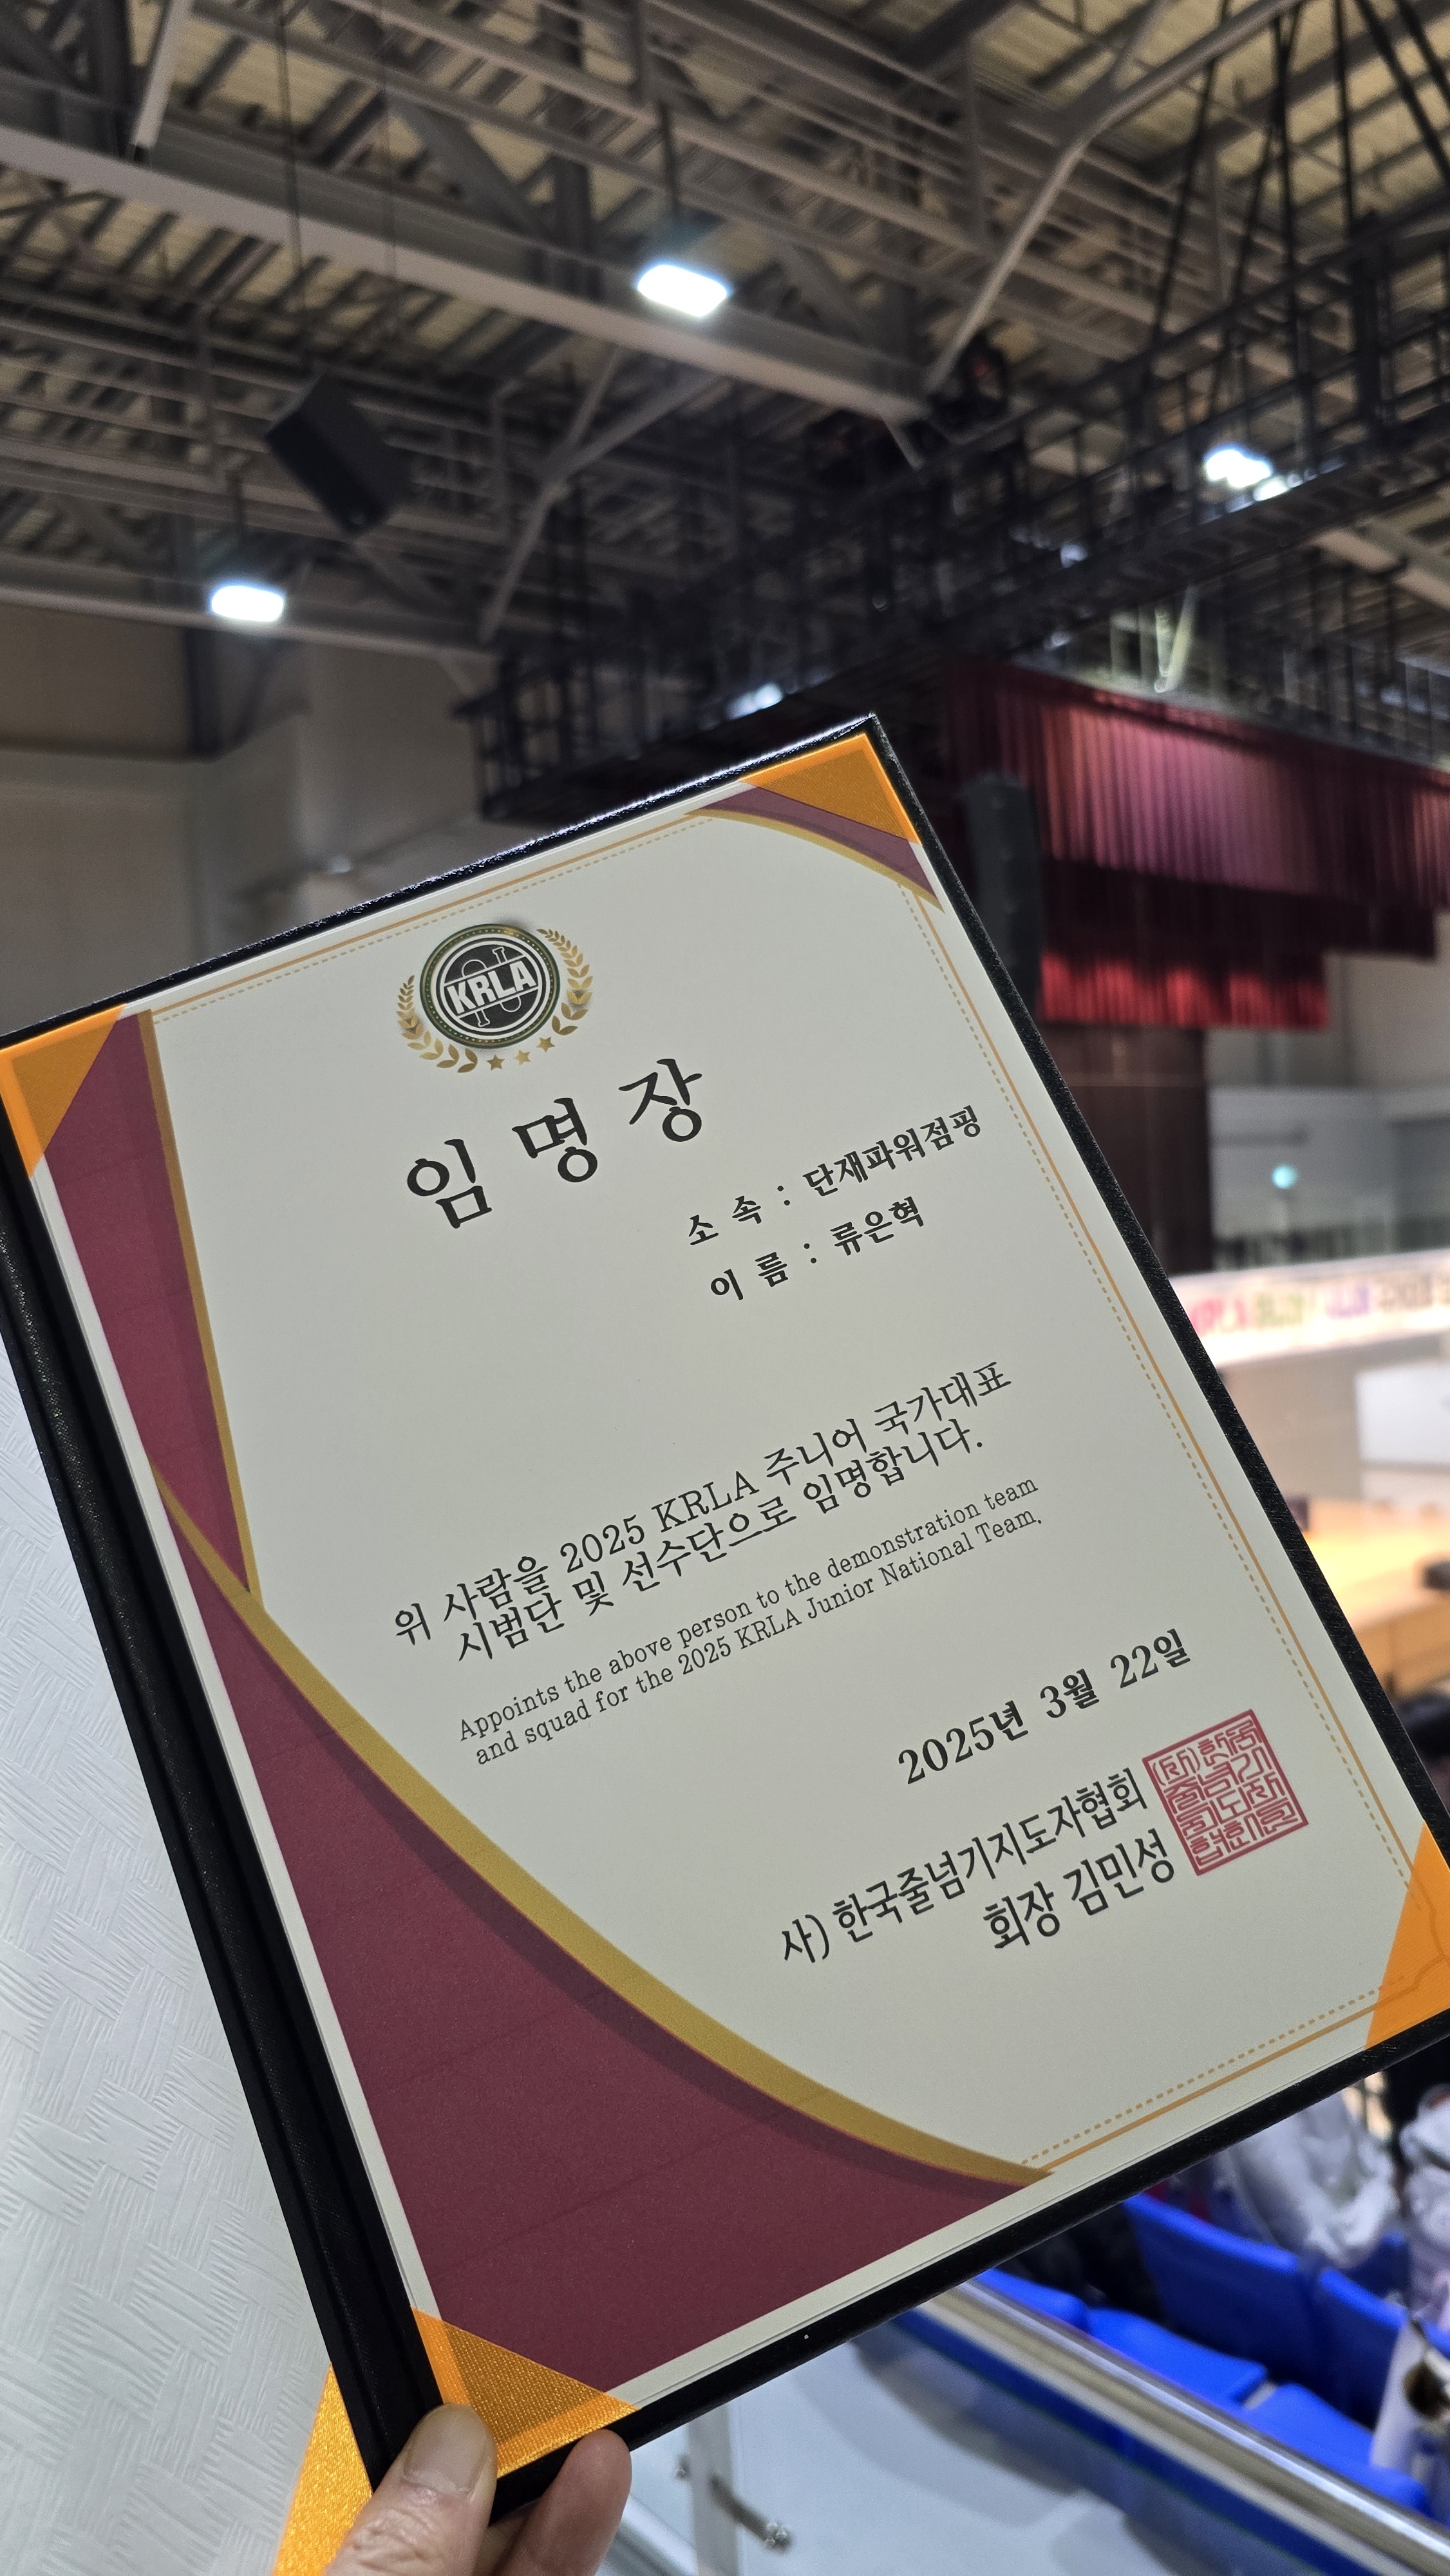 KRLA
임명장
소 속 : 단재파워점핑
이 름 : 류은혁
위 사람을 2025 KRLA 주니어 국가대표
시범단 및 선수단으로 임명합니다.
Appoints the above person to the demonstration team
and squad for the 2025 KRLA Junior National Team.
2025년 3월 22일
사) 한국줄넘기지도자협회
회장 김민성